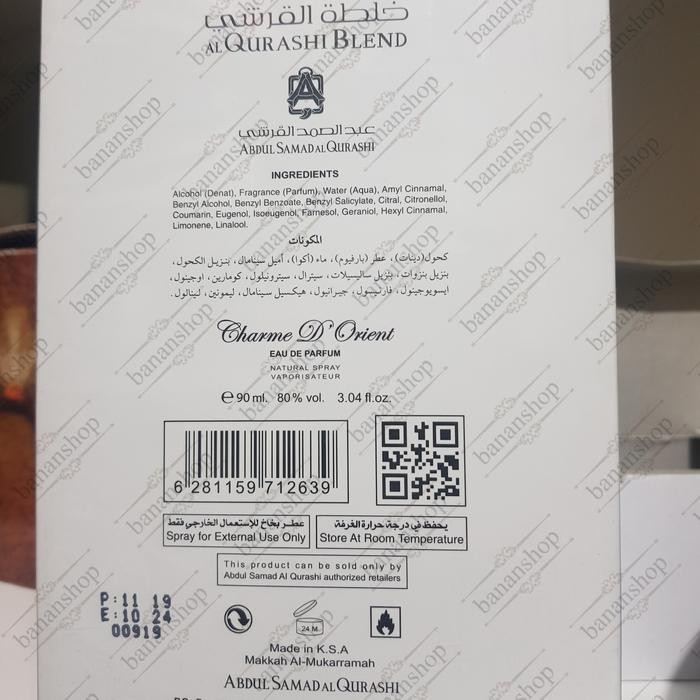 خلطة القرشي
AL QURASHI BLEND
عبد الصمد القرشي
ABDUL SAMAD AL QURASHI
INGREDIENTS
Alcohol (Denat), Fragrance (Parfum), Water (Aqua), Amyl Cinnamal,
Benzyl Alcohol, Benzyl Benzoate, Benzyl Salicylate, Citral, Citronellol,
Coumarin, Eugenol, Isoeugenol, Farnesol, Geraniol, Hexyl Cinnamal,
Limonene, Linalool.
المكونات
كحول(دينات)، عطر (بارفيوم)، ماء (أكوا)، أميل سينامال، بنزيل الكحول،
بنزيل بنزوات، بنزيل ساليسيلات، سيترال، سيترونيلول، كومارين، اوجينول،
ايسويوجينول، فارنيسول، جيرانيول، هيكسيل سينامال، ليمونين، لينالول.
Charme D'Orient
EAU DE PARFUM
NATURAL SPRAY
VAPORISATEUR
℮ 90 ml. 80% vol. 3.04 fl.oz.
6 281159 712639
عطر بخاخ للإستعمال الخارجي فقط
Spray for External Use Only
يحفظ في درجة حرارة الغرفة
Store At Room Temperature
This product can be sold only by
Abdul Samad Al Qurashi authorized retailers
P:11 19
E:10 24
00919
24 M
Made in K.S.A
Makkah Al-Mukarramah
ABDUL SAMAD AL QURASHI
bananshop